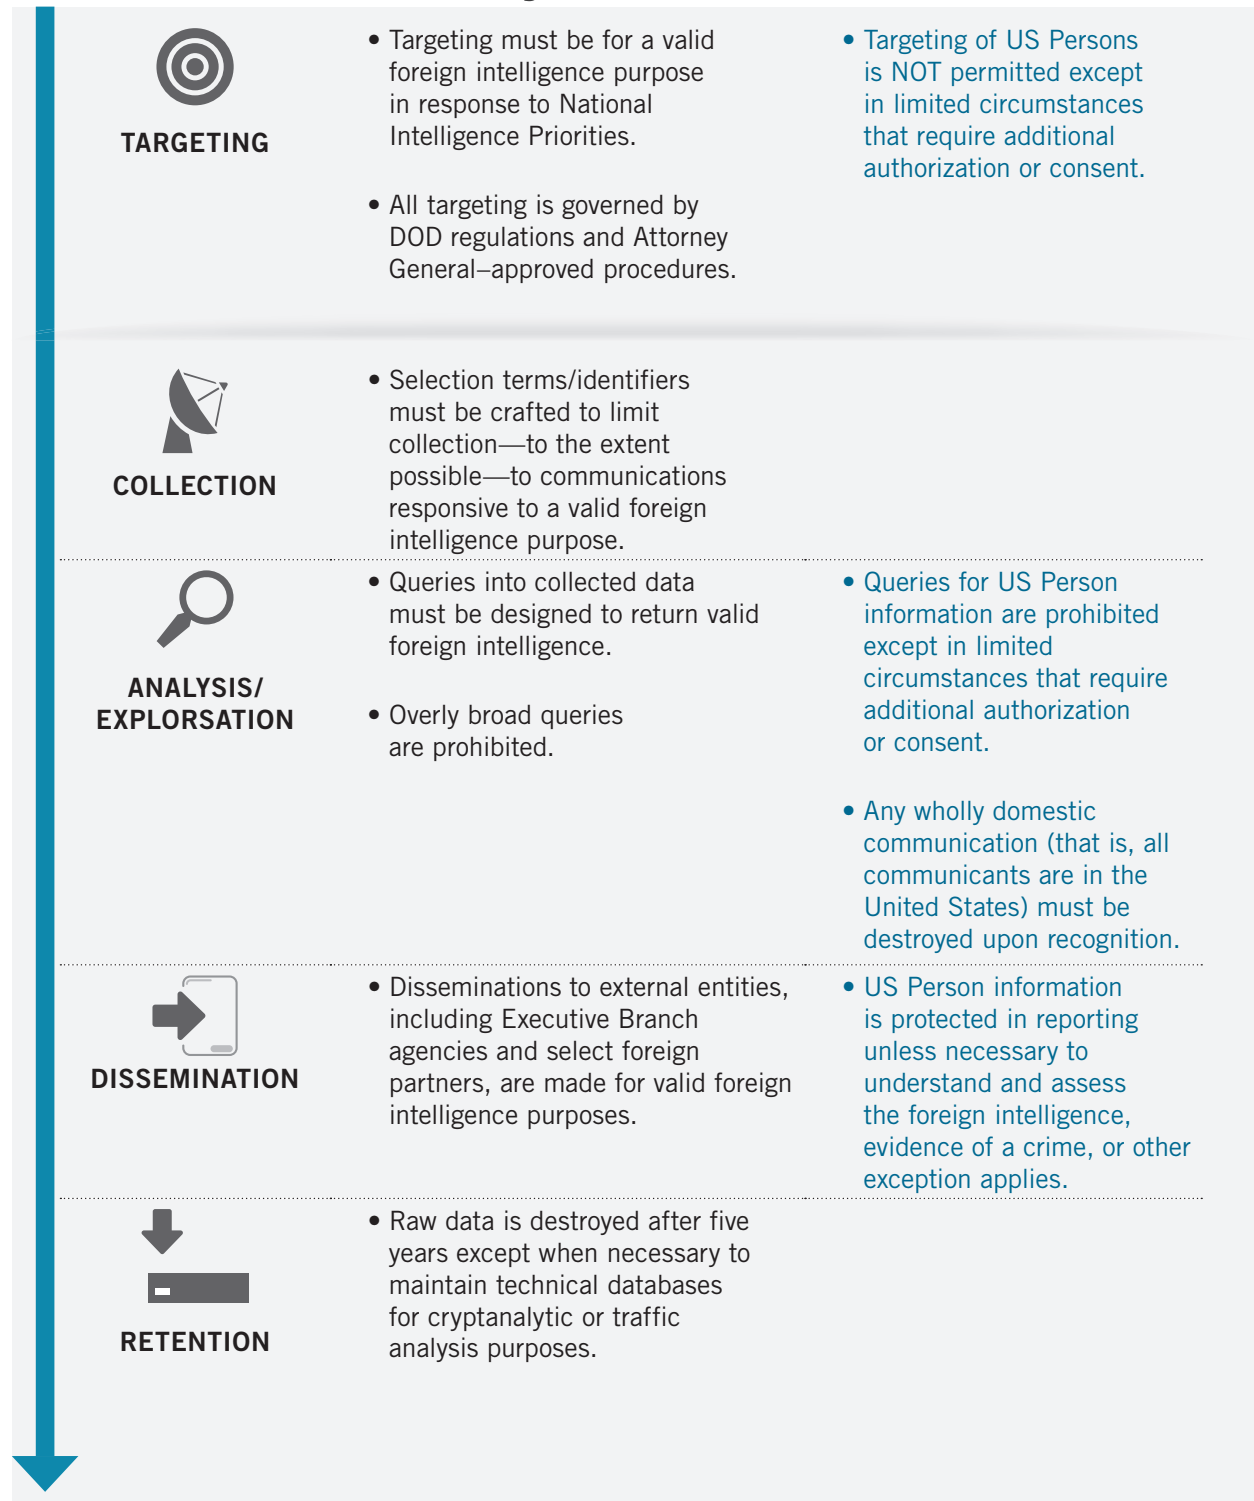 TARGETING
• Targeting must be for a valid
foreign intelligence purpose
in response to National
Intelligence Priorities.
• All targeting is governed by
DOD regulations and Attorney
General–approved procedures.
• Targeting of US Persons
is NOT permitted except
in limited circumstances
that require additional
authorization or consent.
COLLECTION
• Selection terms/identifiers
must be crafted to limit
collection—to the extent
possible—to communications
responsive to a valid foreign
intelligence purpose.
ANALYSIS/
EXPLORSATION
• Queries into collected data
must be designed to return valid
foreign intelligence.
• Overly broad queries
are prohibited.
• Queries for US Person
information are prohibited
except in limited
circumstances that require
additional authorization
or consent.
• Any wholly domestic
communication (that is, all
communicants are in the
United States) must be
destroyed upon recognition.
DISSEMINATION
• Disseminations to external entities,
including Executive Branch
agencies and select foreign
partners, are made for valid foreign
intelligence purposes.
• US Person information
is protected in reporting
unless necessary to
understand and assess
the foreign intelligence,
evidence of a crime, or other
exception applies.
RETENTION
• Raw data is destroyed after five
years except when necessary to
maintain technical databases
for cryptanalytic or traffic
analysis purposes.